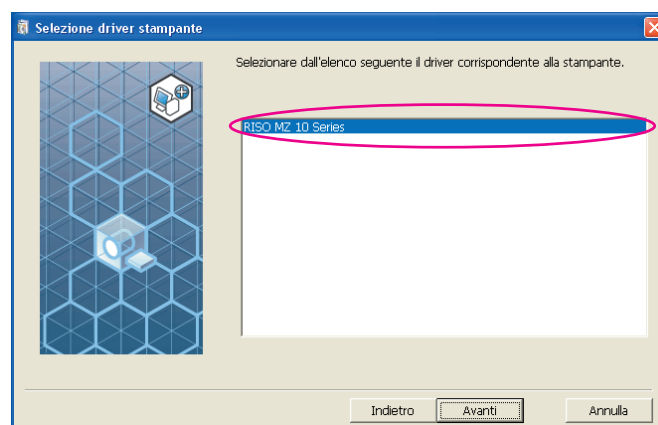 Selezione driver stampante
Selezionare dall'elenco seguente il driver corrispondente alla stampante.
RISO MZ 10 Series
Indietro
Avanti
Annulla